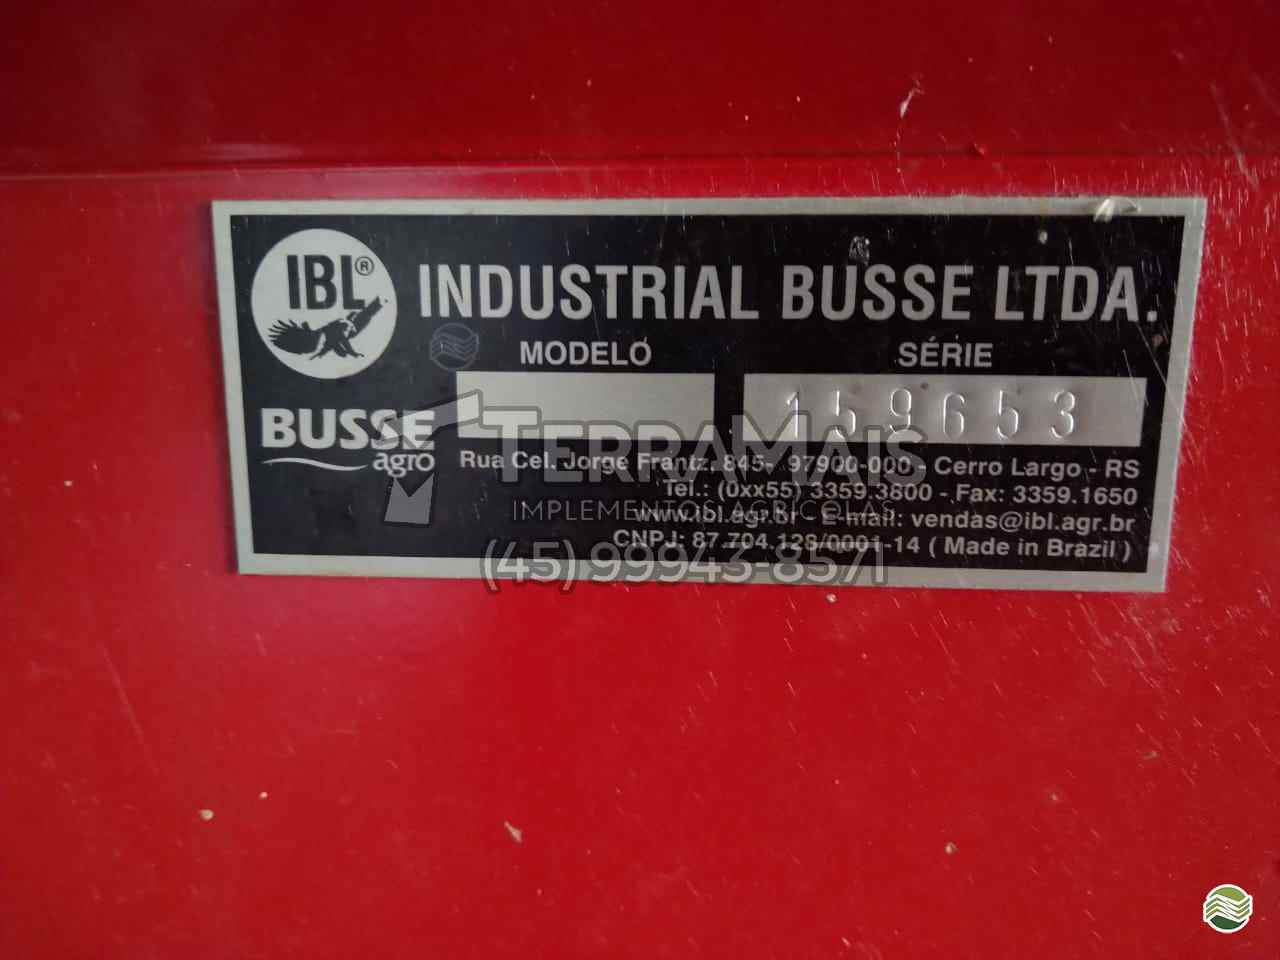 IBL®
INDUSTRIAL BUSSE LTDA.
MODELO
SÉRIE
159653
BUSSE
agro
Rua Cel. Jorge Frantz, 845- 97900-000 - Cerro Largo - RS
Tel.: (0xx55) 3359.3800 - Fax: 3359.1650
www.ibl.agr.br - E-mail: vendas@ibl.agr.br
CNPJ: 87.704.128/0001-14 ( Made in Brazil )
TERRAMAIS
IMPLEMENTOS AGRÍCOLAS
(45) 99943-8571